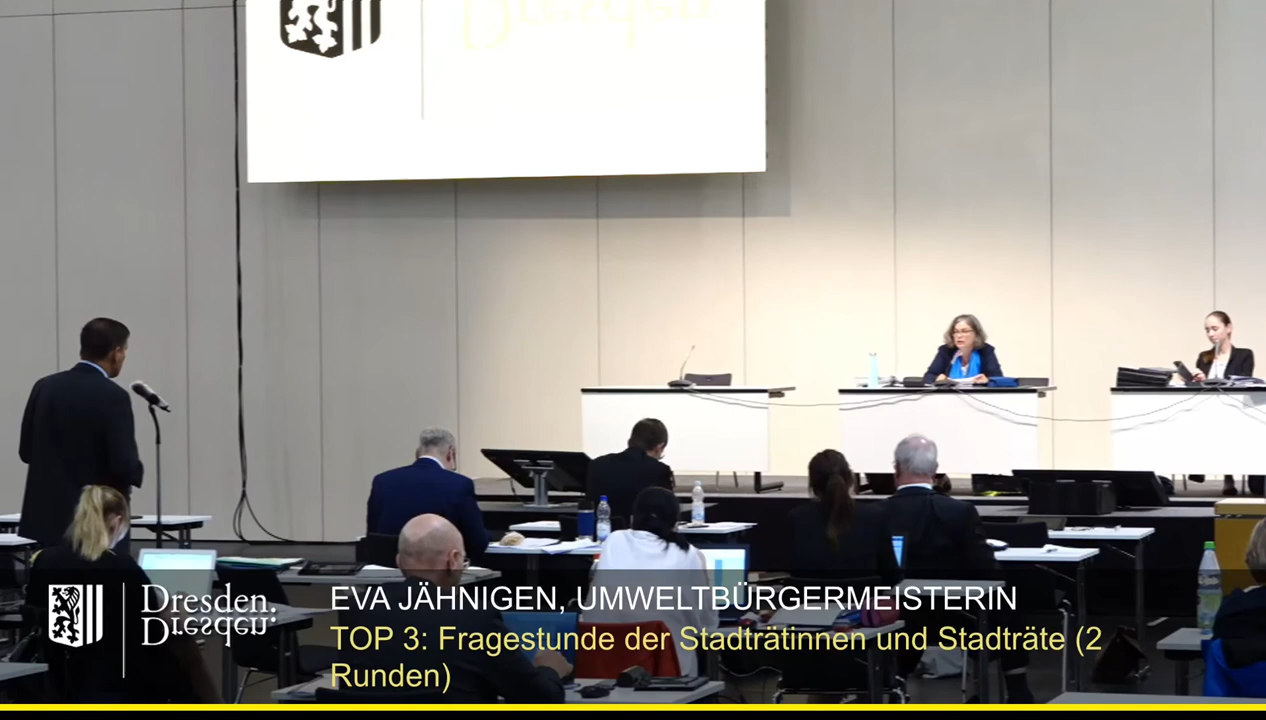 Dresden.
Dresden.
EVA JÄHNIGEN, UMWELTBÜRGERMEISTERIN
TOP 3: Fragestunde der Stadträtinnen und Stadträte (2
Runden)